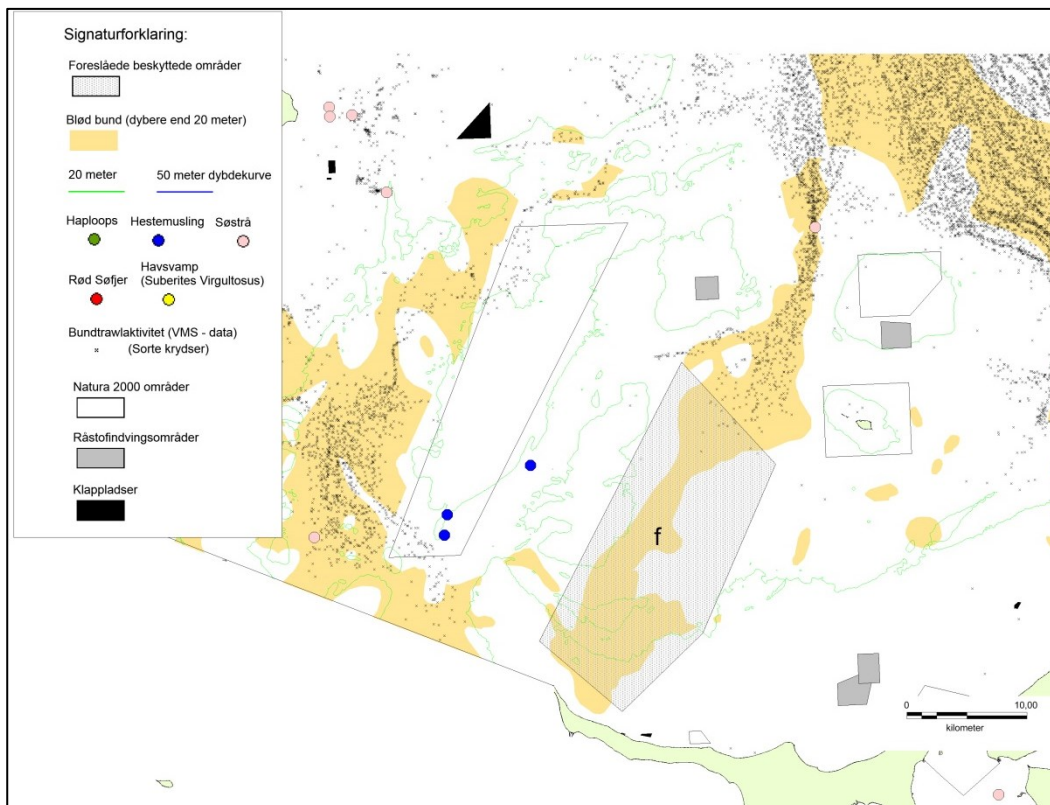 Signaturforklaring:
Foreslåede beskyttede områder
Blød bund (dybere end 20 meter)
20 meter 50 meter dybdekurve
Haploops Hestemusling Søstrå
Rød Søfjer Havsvamp
(Suberites Virgultosus)
Bundtrawlaktivitet (VMS - data)
× (Sorte krydser)
Natura 2000 områder
Råstofindvingsområder
Klappladser
f
0 10,00
kilometer